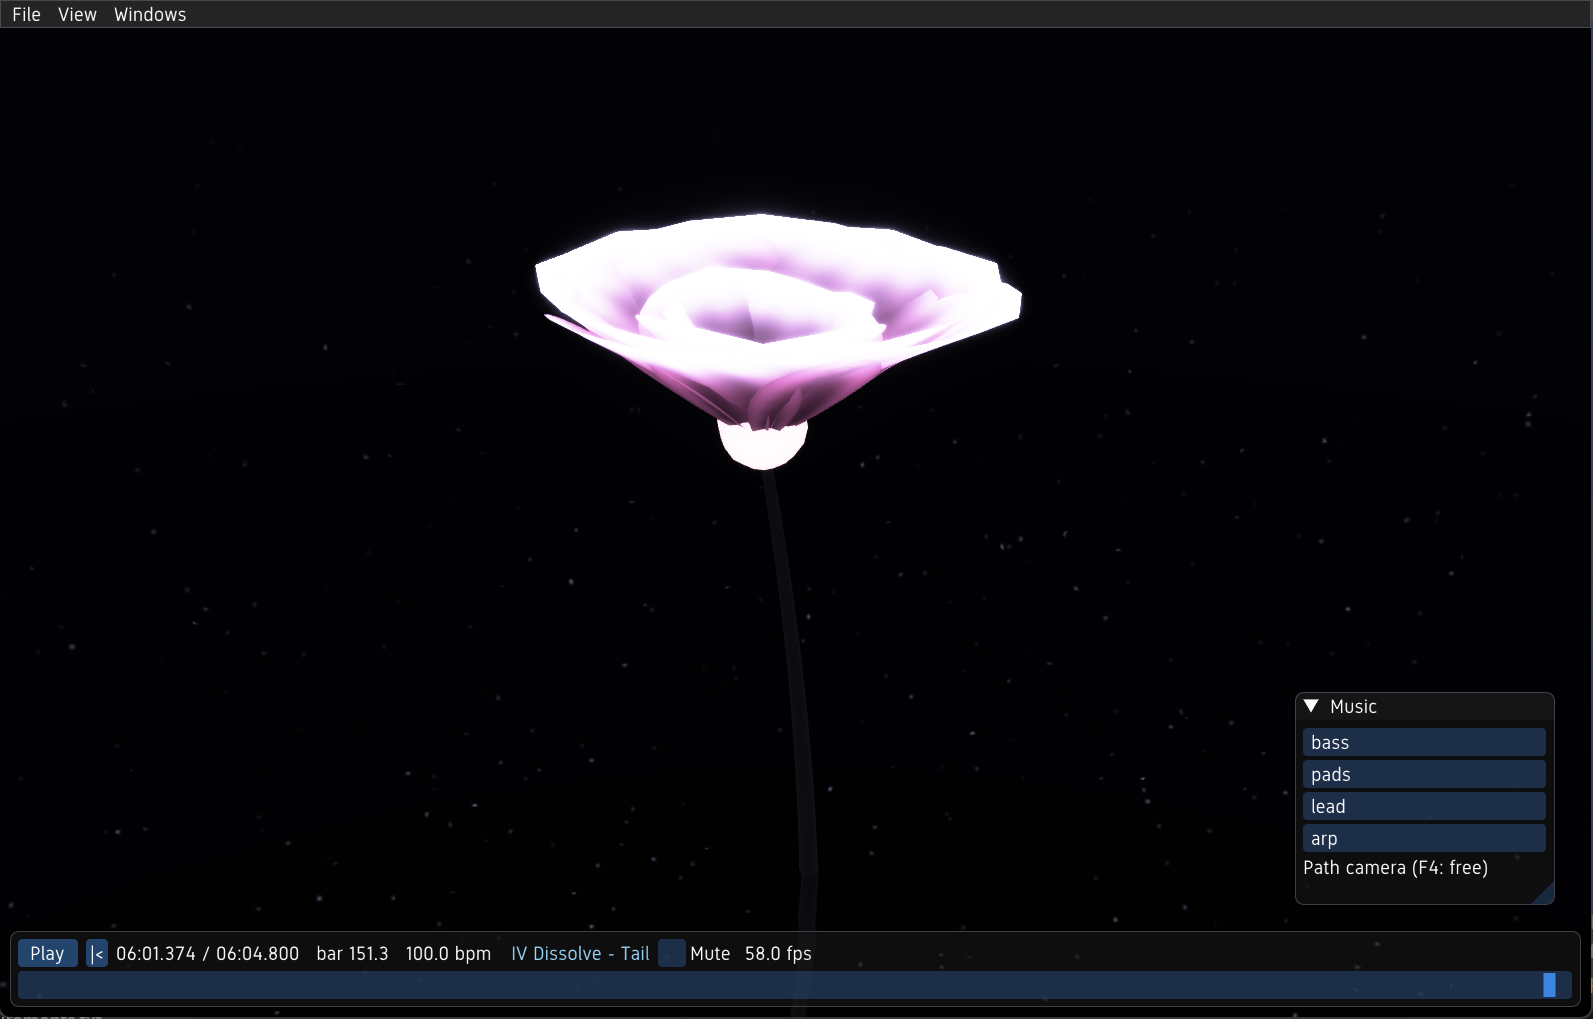 File View Windows
Music
bass
pads
lead
arp
Path camera (F4: free)
Play |< 06:01.374 / 06:04.800 bar 151.3 100.0 bpm IV Dissolve - Tail Mute 58.0 fps